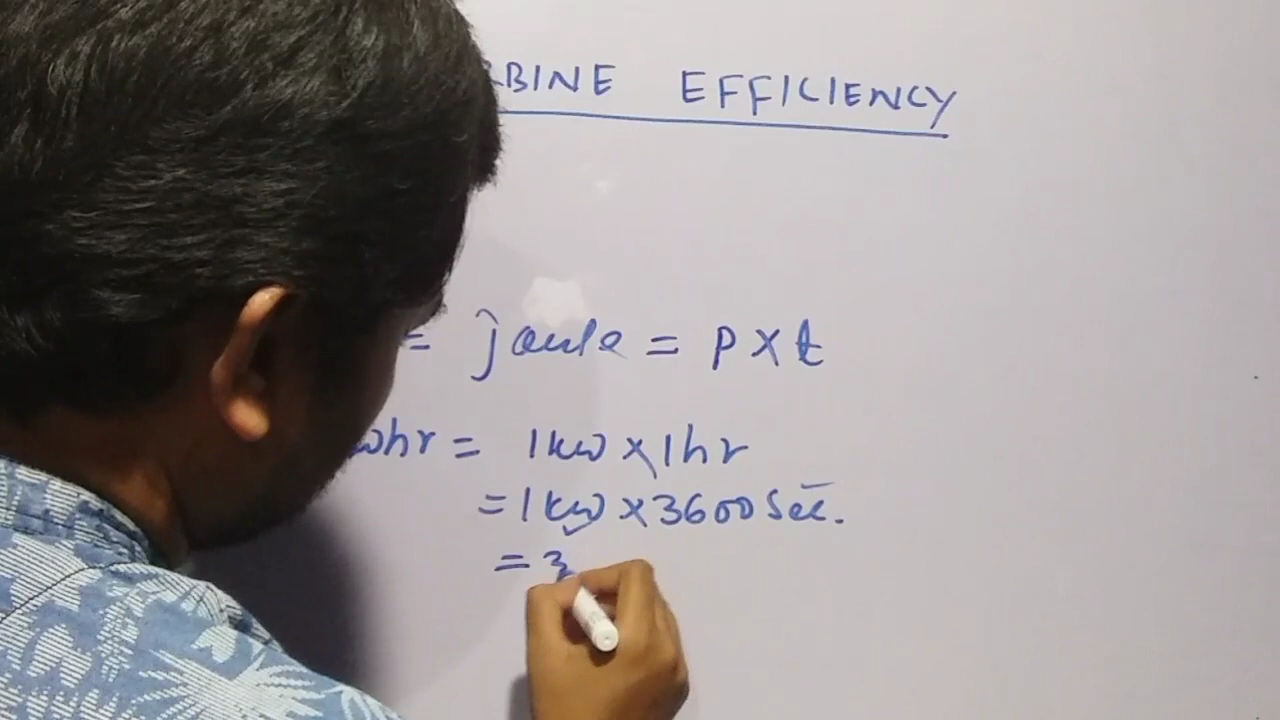 BINE EFFICIENCY
= joule = P X t
whr = 1kw X 1hr
= 1kw X 3600 Sec.
= 3